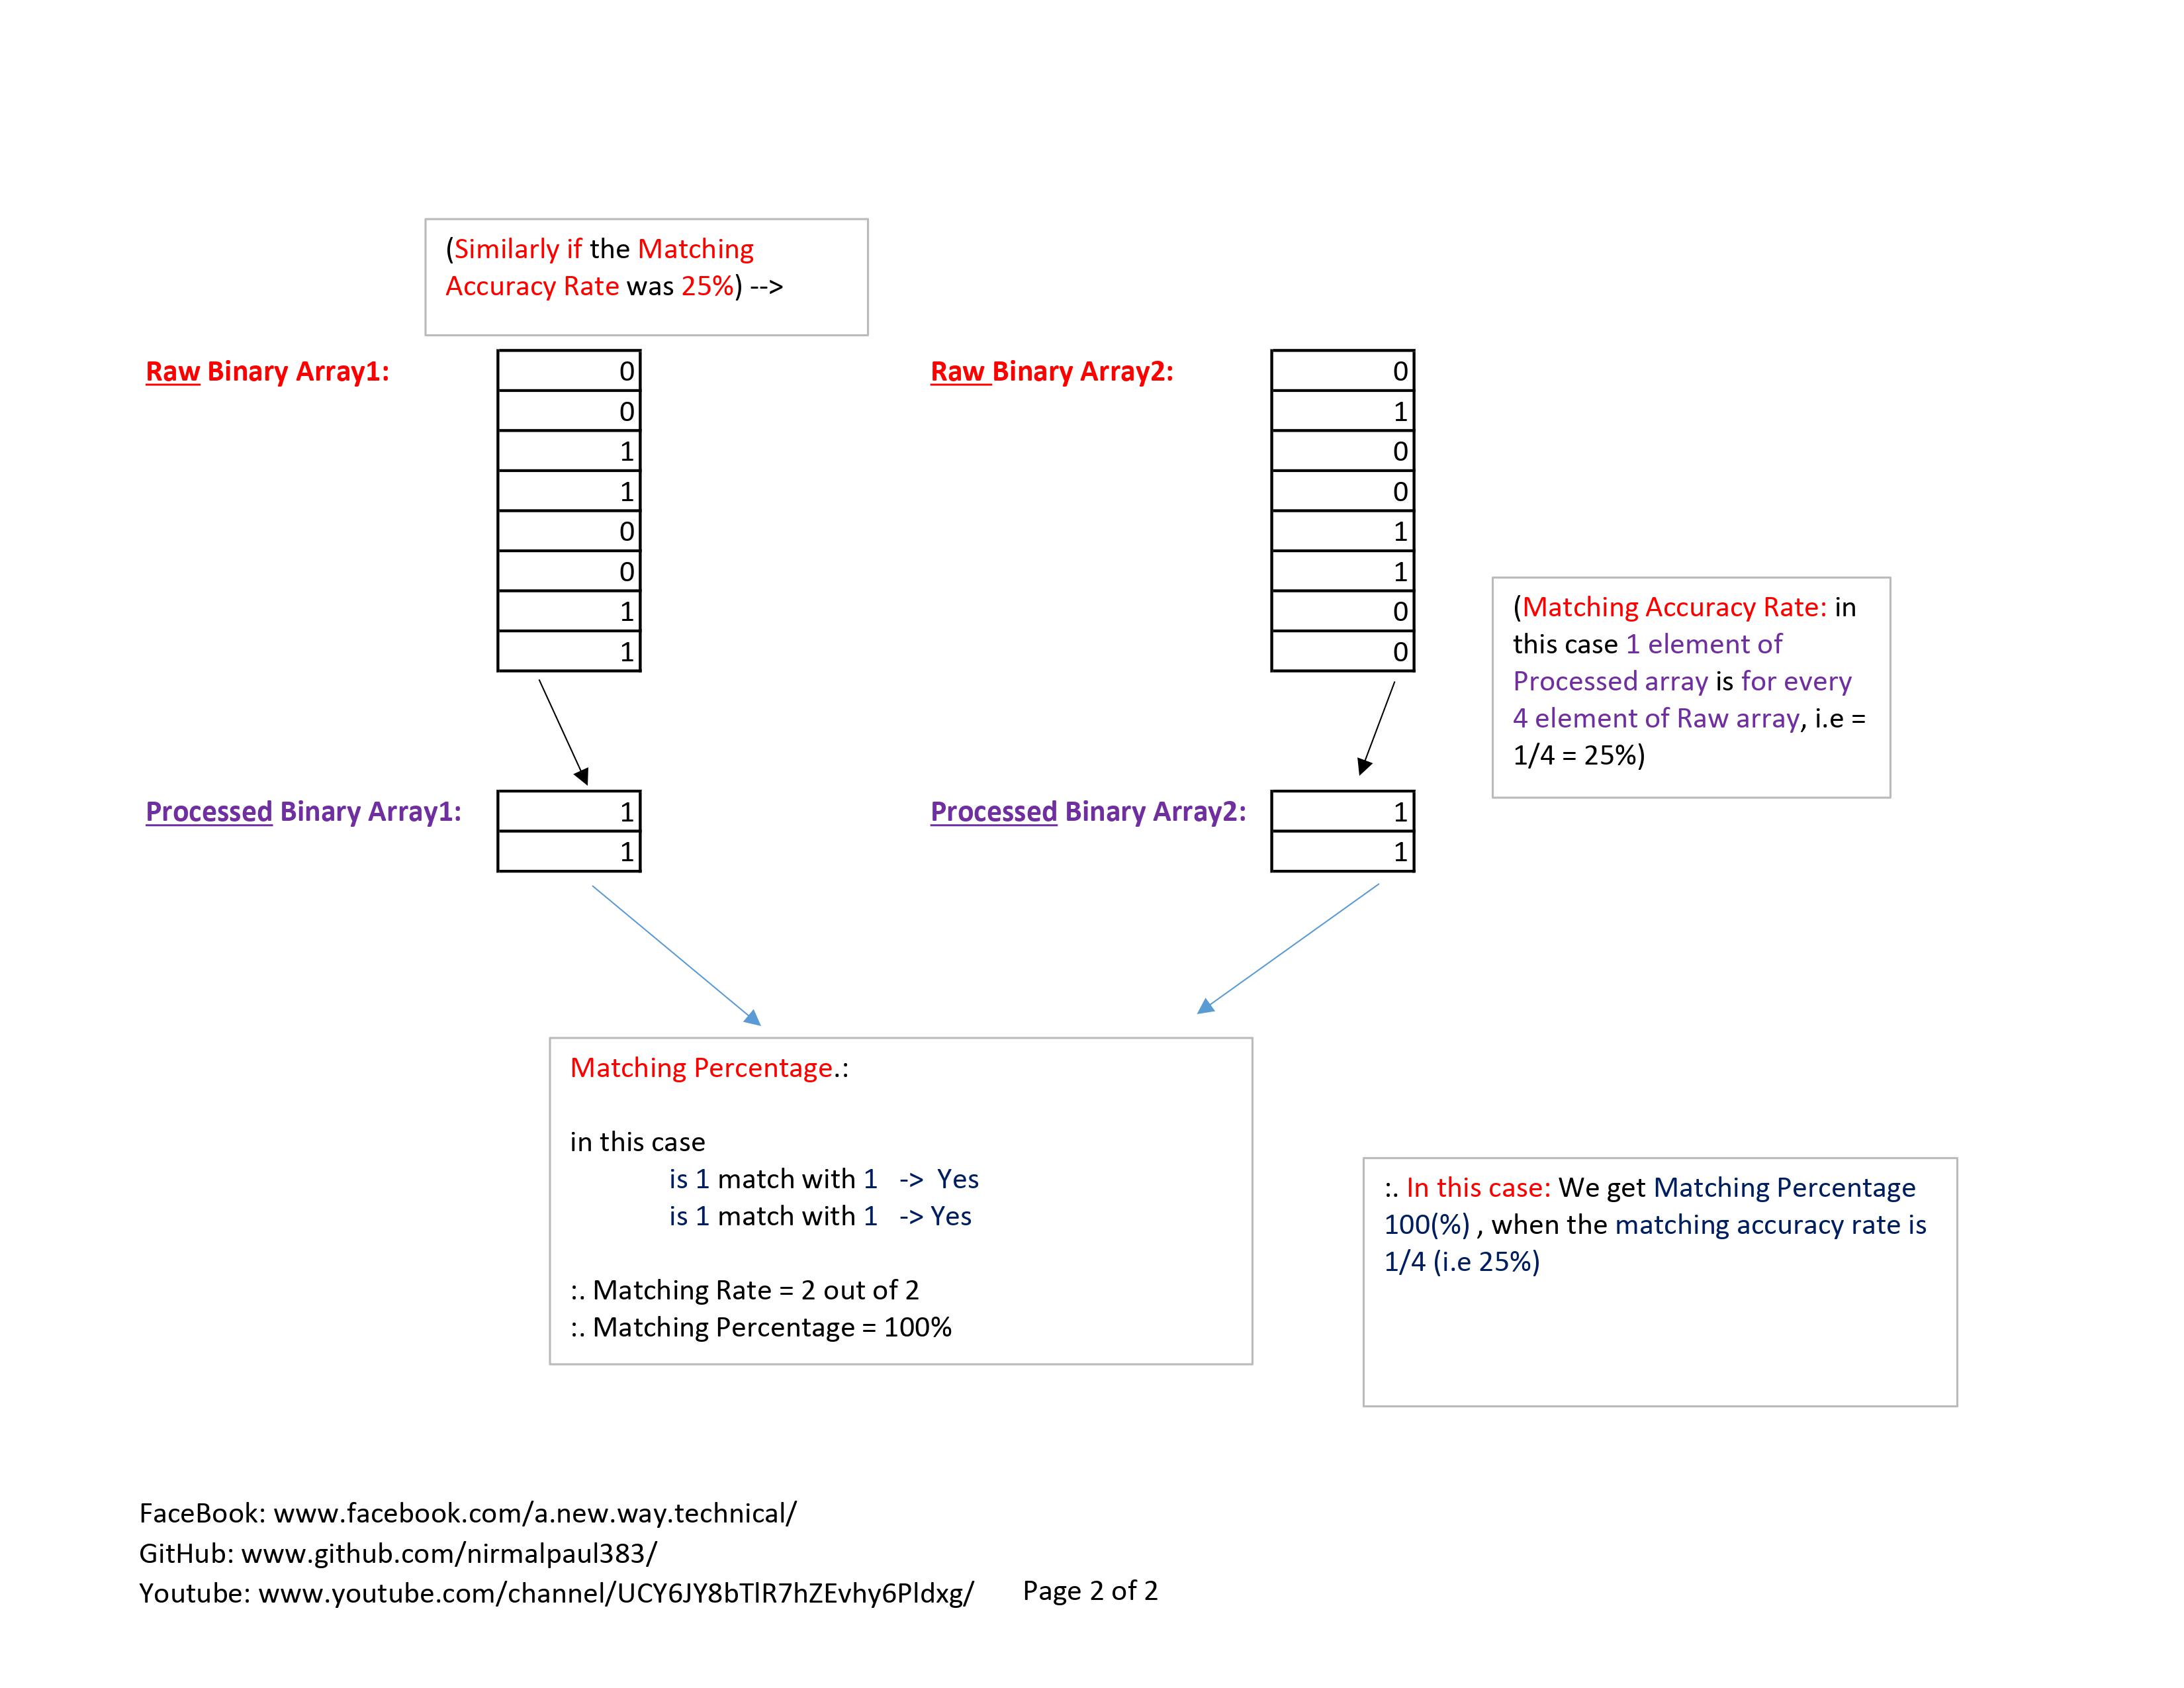 (Similarly if the Matching
Accuracy Rate was 25%) -->
Raw Binary Array1:
0
0
1
1
0
0
1
1
Raw Binary Array2:
0
1
0
0
1
1
0
0
(Matching Accuracy Rate: in
this case 1 element of
Processed array is for every
4 element of Raw array, i.e =
1/4 = 25%)
Processed Binary Array1:
1
1
Processed Binary Array2:
1
1
Matching Percentage.:
in this case
is 1 match with 1 -> Yes
is 1 match with 1 -> Yes
:. Matching Rate = 2 out of 2
:. Matching Percentage = 100%
:. In this case: We get Matching Percentage
100(%) , when the matching accuracy rate is
1/4 (i.e 25%)
FaceBook: www.facebook.com/a.new.way.technical/
GitHub: www.github.com/nirmalpaul383/
Youtube: www.youtube.com/channel/UCY6JY8bTlR7hZEvhy6Pldxg/
Page 2 of 2